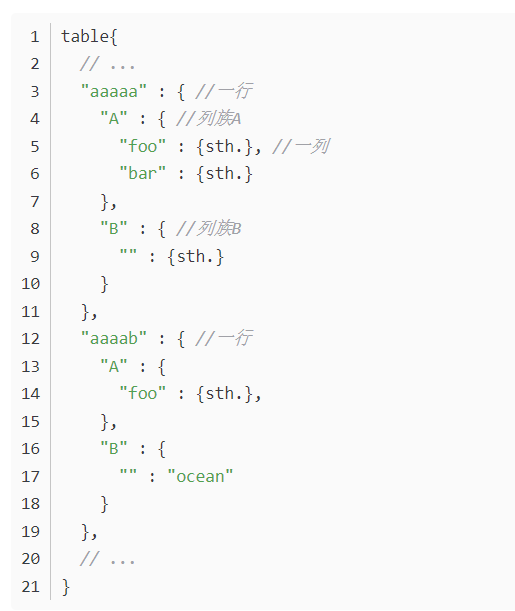 1 table{
2 // ...
3 "aaaaa" : { //一行
4 "A" : { //列族A
5 "foo" : {sth.}, //一列
6 "bar" : {sth.}
7 },
8 "B" : { //列族B
9 "" : {sth.}
10 }
11 },
12 "aaaab" : { //一行
13 "A" : {
14 "foo" : {sth.},
15 },
16 "B" : {
17 "" : "ocean"
18 }
19 },
20 // ...
21 }